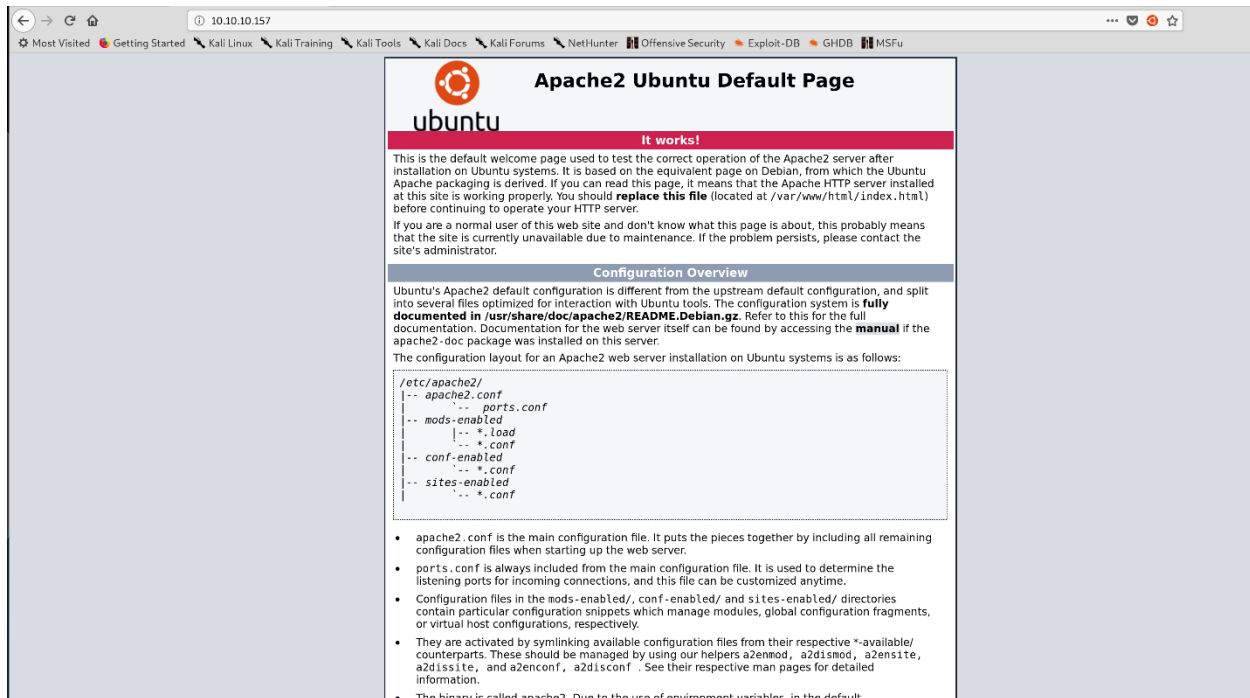 10.10.10.157
Most Visited Getting Started Kali Linux Kali Training Kali Tools Kali Docs Kali Forums NetHunter Offensive Security Exploit-DB GHDB MSFu
ubuntu
Apache2 Ubuntu Default Page
It works!
This is the default welcome page used to test the correct operation of the Apache2 server after
installation on Ubuntu systems. It is based on the equivalent page on Debian, from which the Ubuntu
Apache packaging is derived. If you can read this page, it means that the Apache HTTP server installed
at this site is working properly. You should replace this file (located at /var/www/html/index.html)
before continuing to operate your HTTP server.
If you are a normal user of this web site and don't know what this page is about, this probably means
that the site is currently unavailable due to maintenance. If the problem persists, please contact the
site's administrator.
Configuration Overview
Ubuntu's Apache2 default configuration is different from the upstream default configuration, and split
into several files optimized for interaction with Ubuntu tools. The configuration system is fully
documented in /usr/share/doc/apache2/README.Debian.gz. Refer to this for the full
documentation. Documentation for the web server itself can be found by accessing the manual if the
apache2-doc package was installed on this server.
The configuration layout for an Apache2 web server installation on Ubuntu systems is as follows:
/etc/apache2/
|-- apache2.conf
|       `--  ports.conf
|-- mods-enabled
|       |-- *.load
|       `-- *.conf
|-- conf-enabled
|       `-- *.conf
|-- sites-enabled
|       `-- *.conf
• apache2.conf is the main configuration file. It puts the pieces together by including all remaining
configuration files when starting up the web server.
• ports.conf is always included from the main configuration file. It is used to determine the
listening ports for incoming connections, and this file can be customized anytime.
• Configuration files in the mods-enabled/, conf-enabled/ and sites-enabled/ directories
contain particular configuration snippets which manage modules, global configuration fragments,
or virtual host configurations, respectively.
• They are activated by symlinking available configuration files from their respective *-available/
counterparts. These should be managed by using our helpers a2enmod, a2dismod, a2ensite,
a2dissite, and a2enconf, a2disconf . See their respective man pages for detailed
information.
• The binary is called apache2. Due to the use of environment variables, in the default